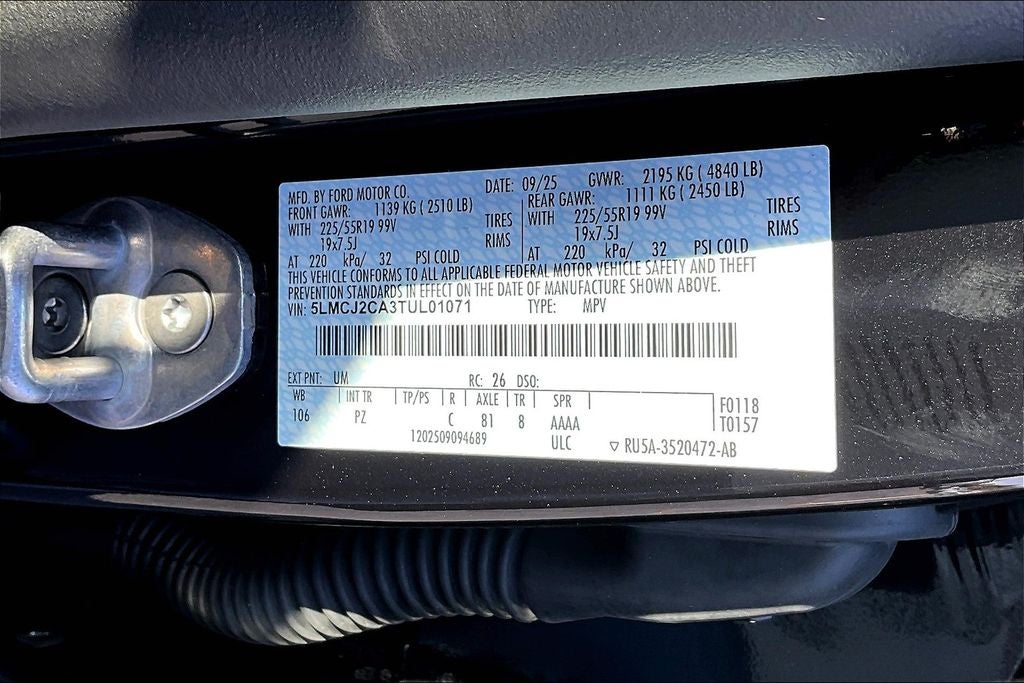 MFD. BY FORD MOTOR CO. DATE: 09/25 GVWR: 2195 KG ( 4840 LB)
FRONT GAWR: 1139 KG ( 2510 LB) REAR GAWR: 1111 KG ( 2450 LB)
WITH 225/55R19 99V TIRES WITH 225/55R19 99V TIRES
19x7.5J RIMS 19x7.5J RIMS
AT 220 kPa/ 32 PSI COLD AT 220 kPa/ 32 PSI COLD
THIS VEHICLE CONFORMS TO ALL APPLICABLE FEDERAL MOTOR VEHICLE SAFETY AND THEFT
PREVENTION STANDARDS IN EFFECT ON THE DATE OF MANUFACTURE SHOWN ABOVE.
VIN: 5LMCJ2CA3TUL01071 TYPE: MPV
EXT PNT: UM RC: 26 DSO:
WB INT TR TP/PS R AXLE TR SPR F0118
106 PZ C 81 8 AAAA T0157
1202509094689 ULC RU5A-3520472-AB